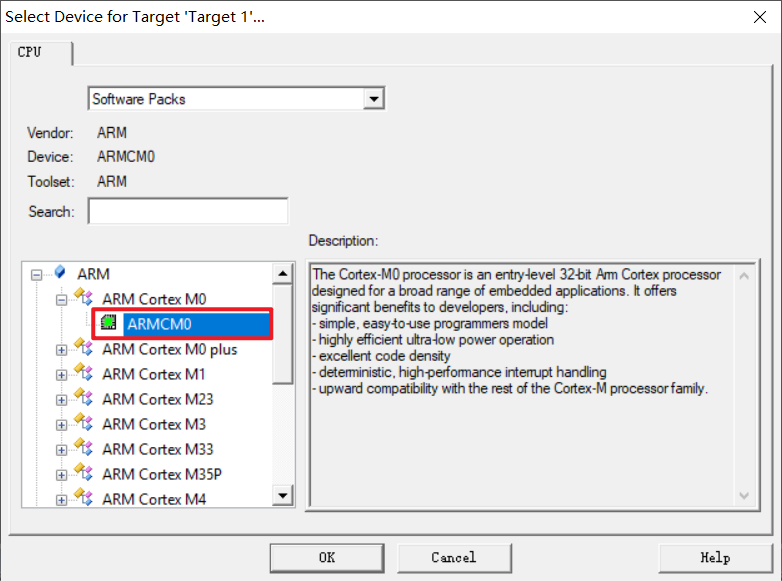 Select Device for Target 'Target 1'...
CPU
Software Packs
Vendor: ARM
Device: ARMCM0
Toolset: ARM
Search:
Description:
ARM
ARM Cortex M0
ARMCM0
ARM Cortex M0 plus
ARM Cortex M1
ARM Cortex M23
ARM Cortex M3
ARM Cortex M33
ARM Cortex M35P
ARM Cortex M4
The Cortex-M0 processor is an entry-level 32-bit Arm Cortex processor
designed for a broad range of embedded applications. It offers
significant benefits to developers, including:
- simple, easy-to-use programmers model
- highly efficient ultra-low power operation
- excellent code density
- deterministic, high-performance interrupt handling
- upward compatibility with the rest of the Cortex-M processor family.
OK
Cancel
Help